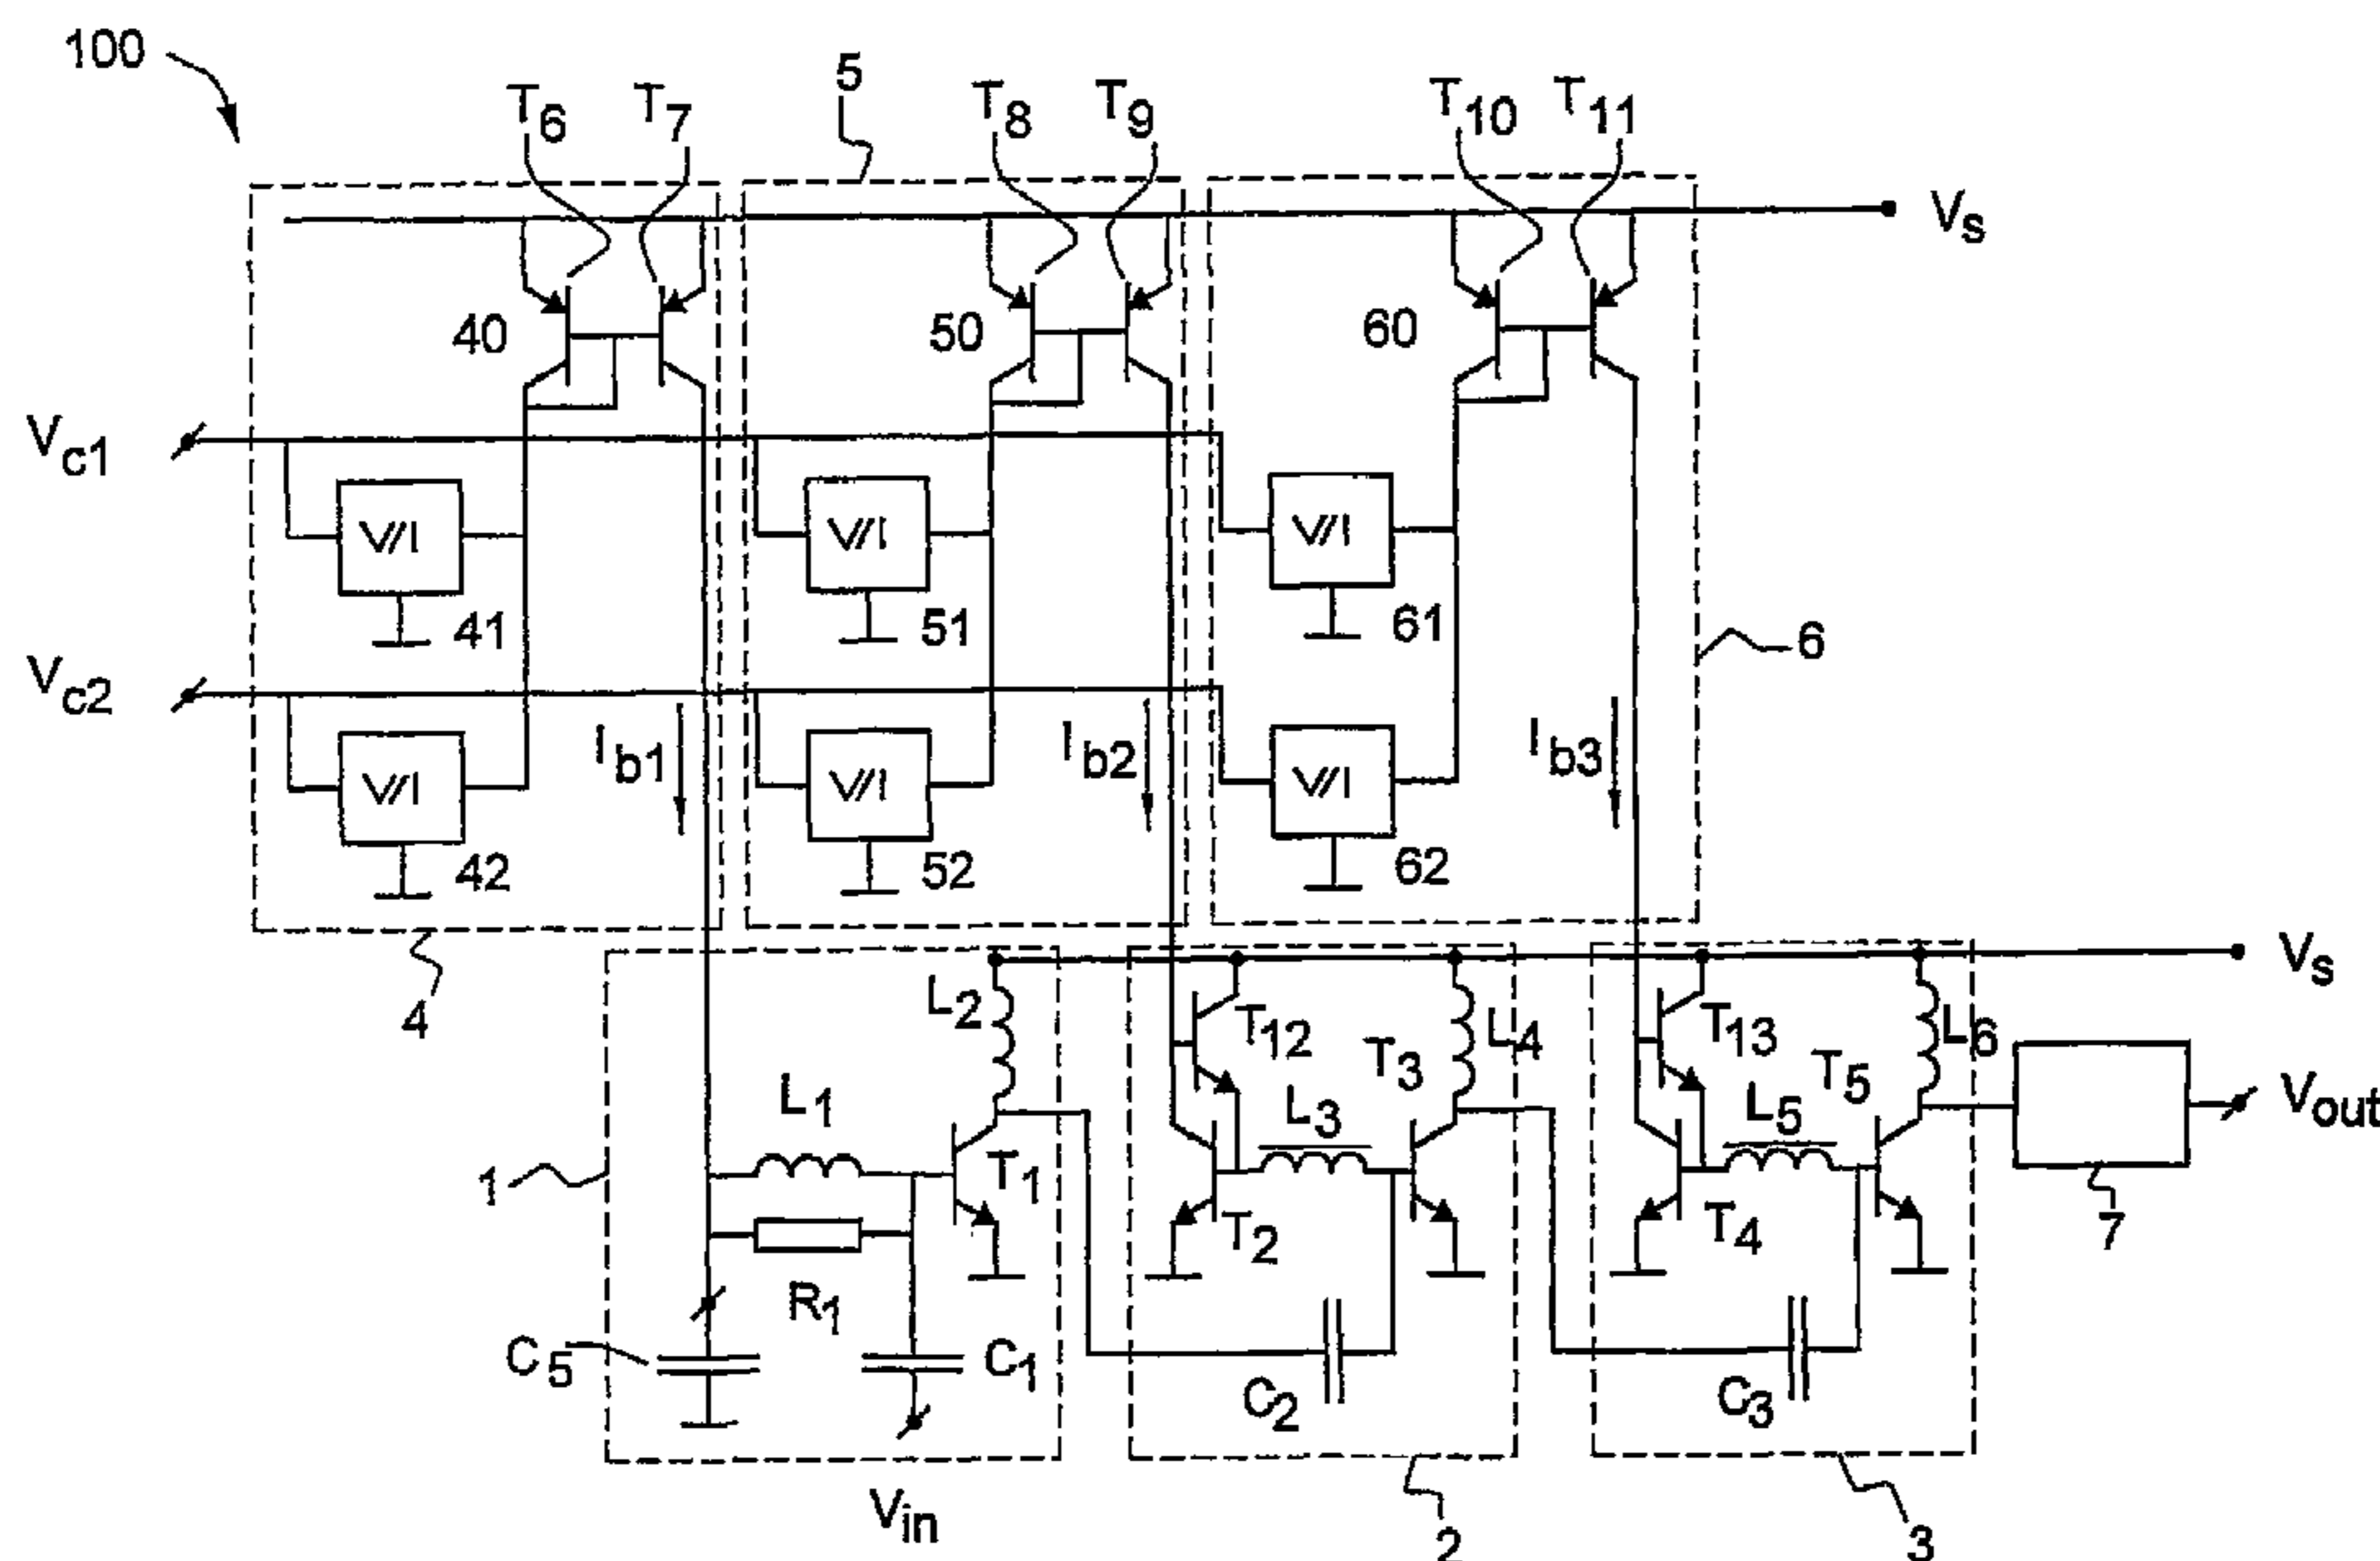 100
T6
T7
5
T8
T9
T10
T11
Vs
40
50
60
Vc1
V/I
V/I
V/I
41
51
61
6
Vc2
Ib1
Ib2
Ib3
V/I
V/I
V/I
42
52
62
4
Vs
L2
T12
T3
L4
T13
T5
L6
L1
L3
L5
Vout
1
T1
T2
T4
7
R1
C5
C1
C2
C3
Vin
2
3